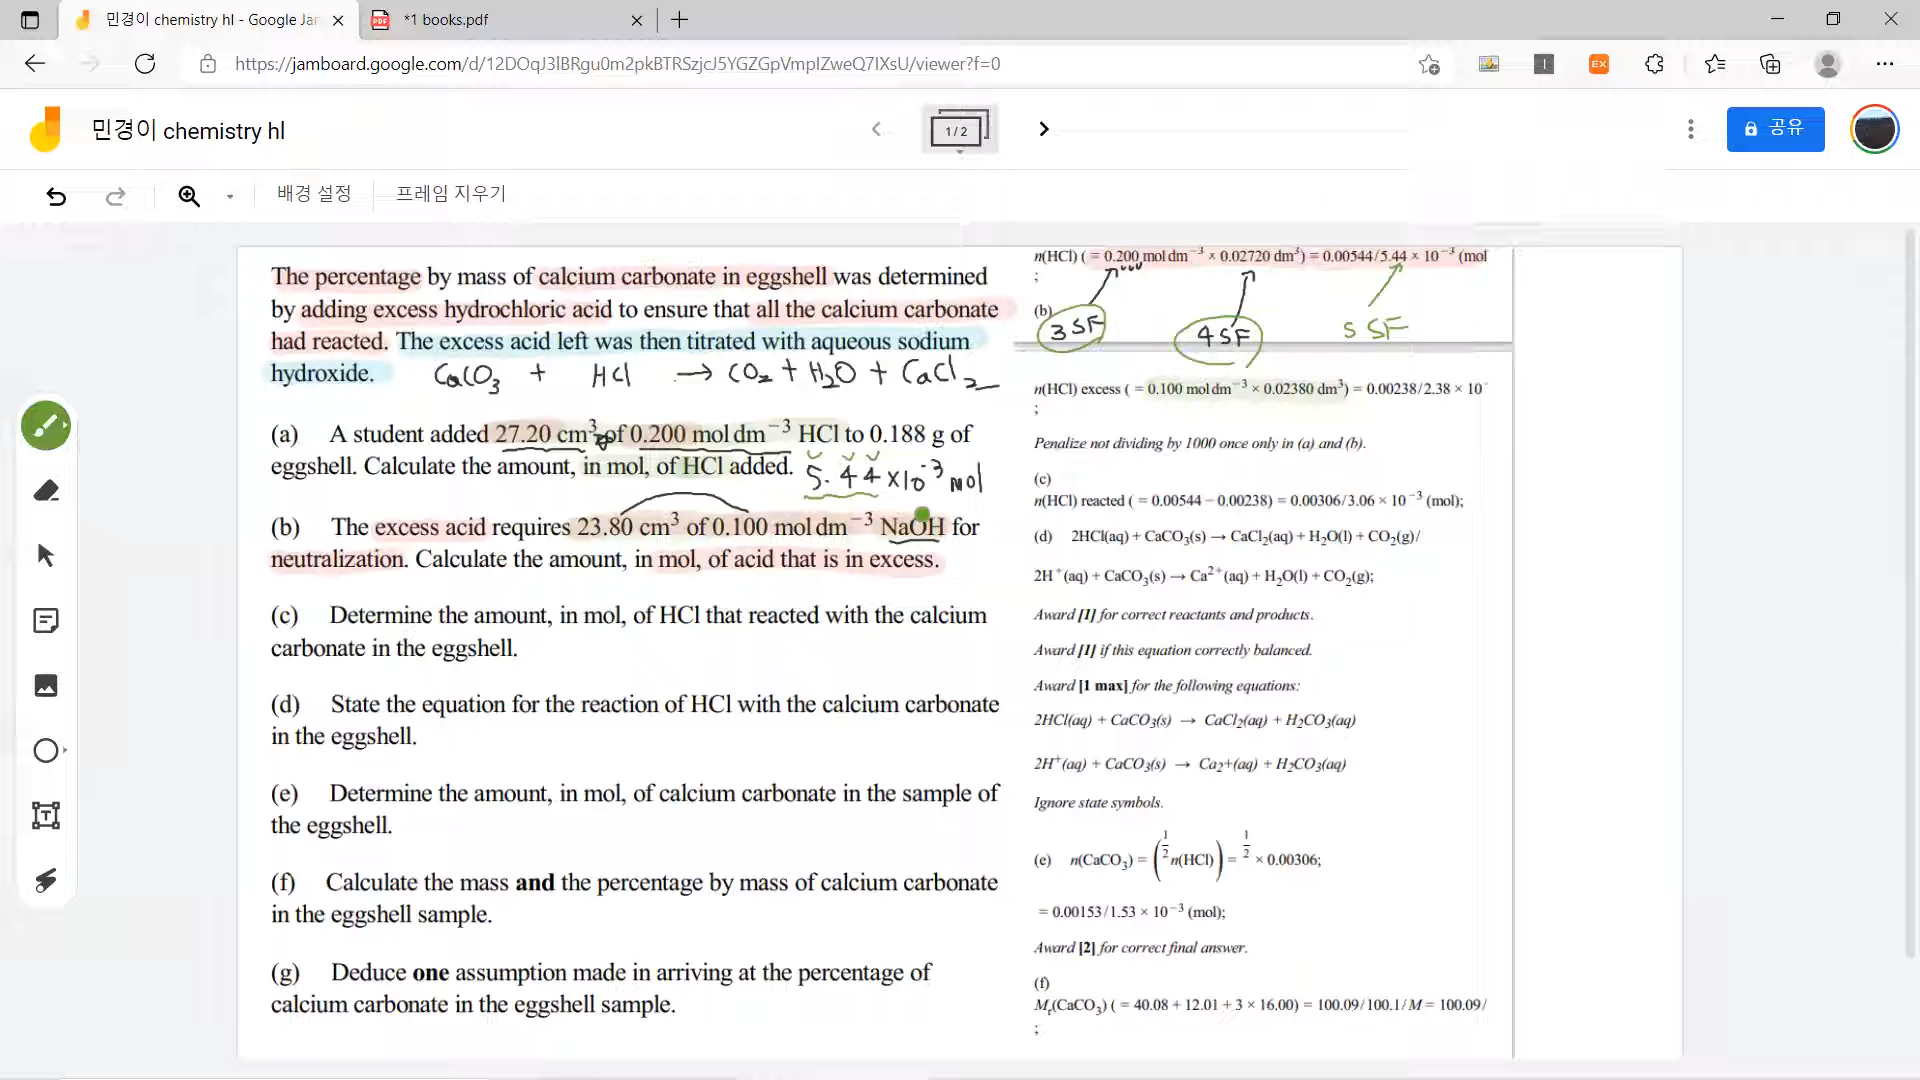 민경이 chemistry hl - Google Jar
*1 books.pdf
https://jamboard.google.com/d/12DOqJ3lBRgu0m2pkBTRSzjcJ5YGZGpVmpIZweQ7IXsU/viewer?f=0
EX
민경이 chemistry hl
1 / 2
공유
배경 설정
프레임 지우기
The percentage by mass of calcium carbonate in eggshell was determined
by adding excess hydrochloric acid to ensure that all the calcium carbonate
had reacted. The excess acid left was then titrated with aqueous sodium
hydroxide.
CaCO₃ + HCl → CO₂ + H₂O + CaCl₂
(a) A student added 27.20 cm³ of 0.200 mol dm⁻³ HCl to 0.188 g of
eggshell. Calculate the amount, in mol, of HCl added.
5.44×10⁻³ mol
(b) The excess acid requires 23.80 cm³ of 0.100 mol dm⁻³ NaOH for
neutralization. Calculate the amount, in mol, of acid that is in excess.
(c) Determine the amount, in mol, of HCl that reacted with the calcium
carbonate in the eggshell.
(d) State the equation for the reaction of HCl with the calcium carbonate
in the eggshell.
(e) Determine the amount, in mol, of calcium carbonate in the sample of
the eggshell.
(f) Calculate the mass and the percentage by mass of calcium carbonate
in the eggshell sample.
(g) Deduce one assumption made in arriving at the percentage of
calcium carbonate in the eggshell sample.
n(HCl) ( = 0.200 mol dm⁻³ × 0.02720 dm³) = 0.00544/5.44 × 10⁻³ (mol
;
(b)
3 SF
4 SF
SF
n(HCl) excess ( = 0.100 mol dm⁻³ × 0.02380 dm³) = 0.00238/2.38 × 10⁻
;
Penalize not dividing by 1000 once only in (a) and (b).
(c)
n(HCl) reacted ( = 0.00544 − 0.00238) = 0.00306/3.06 × 10⁻³ (mol);
(d) 2HCl(aq) + CaCO₃(s) → CaCl₂(aq) + H₂O(l) + CO₂(g)/
2H⁺(aq) + CaCO₃(s) → Ca²⁺(aq) + H₂O(l) + CO₂(g);
Award [1] for correct reactants and products.
Award [1] if this equation correctly balanced.
Award [1 max] for the following equations:
2HCl(aq) + CaCO₃(s) → CaCl₂(aq) + H₂CO₃(aq)
2H⁺(aq) + CaCO₃(s) → Ca₂+(aq) + H₂CO₃(aq)
Ignore state symbols.
(e) n(CaCO₃) = (½n(HCl)) = ½ × 0.00306;
= 0.00153/1.53 × 10⁻³ (mol);
Award [2] for correct final answer.
(f)
Mᵣ(CaCO₃) ( = 40.08 + 12.01 + 3 × 16.00) = 100.09/100.1/M = 100.09/
;